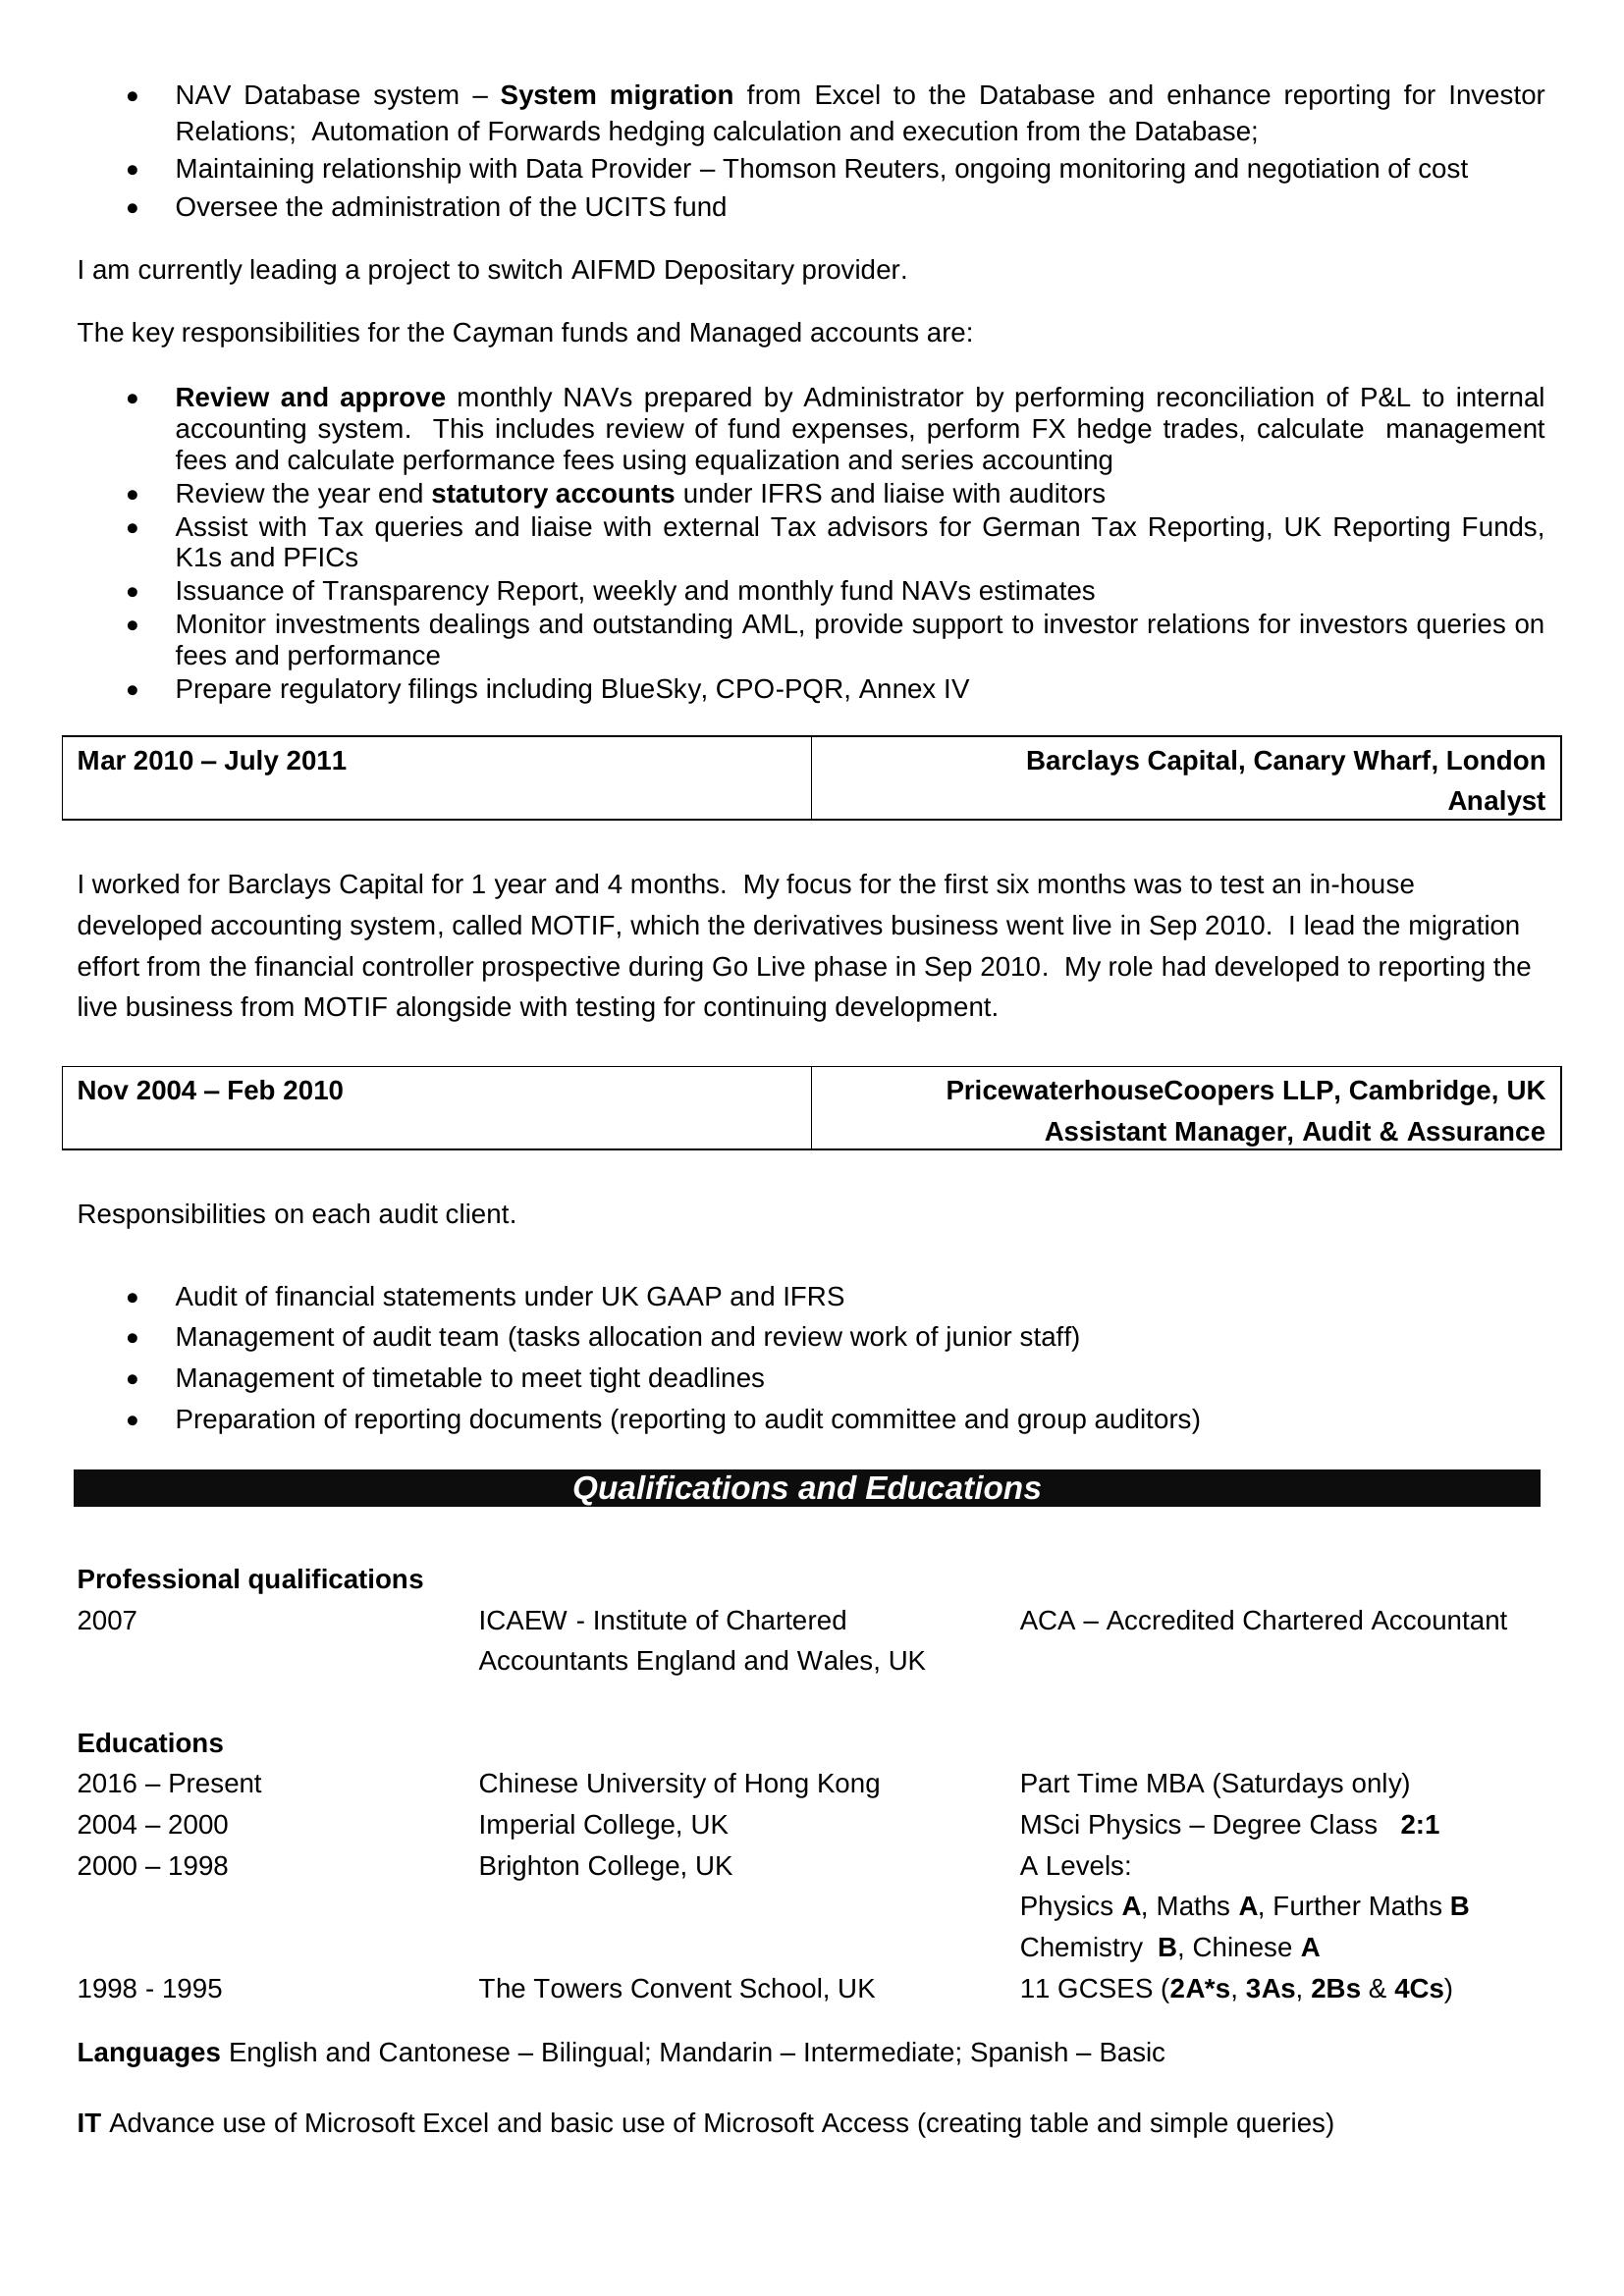 • NAV Database system – System migration from Excel to the Database and enhance reporting for Investor
Relations;  Automation of Forwards hedging calculation and execution from the Database;
• Maintaining relationship with Data Provider – Thomson Reuters, ongoing monitoring and negotiation of cost
• Oversee the administration of the UCITS fund
I am currently leading a project to switch AIFMD Depositary provider.
The key responsibilities for the Cayman funds and Managed accounts are:
• Review and approve monthly NAVs prepared by Administrator by performing reconciliation of P&L to internal
accounting system.  This includes review of fund expenses, perform FX hedge trades, calculate  management
fees and calculate performance fees using equalization and series accounting
• Review the year end statutory accounts under IFRS and liaise with auditors
• Assist with Tax queries and liaise with external Tax advisors for German Tax Reporting, UK Reporting Funds,
K1s and PFICs
• Issuance of Transparency Report, weekly and monthly fund NAVs estimates
• Monitor investments dealings and outstanding AML, provide support to investor relations for investors queries on
fees and performance
• Prepare regulatory filings including BlueSky, CPO-PQR, Annex IV
Mar 2010 – July 2011 Barclays Capital, Canary Wharf, London
Analyst
I worked for Barclays Capital for 1 year and 4 months.  My focus for the first six months was to test an in-house
developed accounting system, called MOTIF, which the derivatives business went live in Sep 2010.  I lead the migration
effort from the financial controller prospective during Go Live phase in Sep 2010.  My role had developed to reporting the
live business from MOTIF alongside with testing for continuing development.
Nov 2004 – Feb 2010 PricewaterhouseCoopers LLP, Cambridge, UK
Assistant Manager, Audit & Assurance
Responsibilities on each audit client.
• Audit of financial statements under UK GAAP and IFRS
• Management of audit team (tasks allocation and review work of junior staff)
• Management of timetable to meet tight deadlines
• Preparation of reporting documents (reporting to audit committee and group auditors)
Qualifications and Educations
Professional qualifications
2007 ICAEW - Institute of Chartered ACA – Accredited Chartered Accountant
Accountants England and Wales, UK
Educations
2016 – Present Chinese University of Hong Kong Part Time MBA (Saturdays only)
2004 – 2000 Imperial College, UK MSci Physics – Degree Class   2:1
2000 – 1998 Brighton College, UK A Levels:
Physics A, Maths A, Further Maths B
Chemistry  B, Chinese A
1998 - 1995 The Towers Convent School, UK 11 GCSES (2A*s, 3As, 2Bs & 4Cs)
Languages English and Cantonese – Bilingual; Mandarin – Intermediate; Spanish – Basic
IT Advance use of Microsoft Excel and basic use of Microsoft Access (creating table and simple queries)